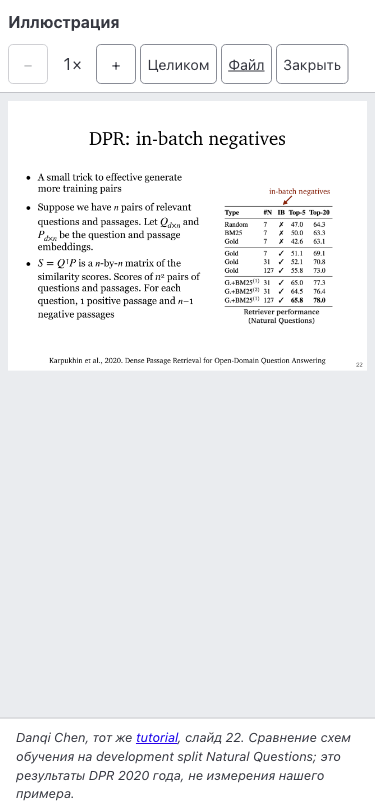 Иллюстрация
− 1× + Целиком Файл Закрыть
DPR: in-batch negatives
• A small trick to effective generate
more training pairs
• Suppose we have n pairs of relevant
questions and passages. Let Q_{d×n} and
P_{d×n} be the question and passage
embeddings.
• S = QᵀP is a n-by-n matrix of the
similarity scores. Scores of n² pairs of
questions and passages. For each
question, 1 positive passage and n−1
negative passages
in-batch negatives
Type #N IB Top-5 Top-20
Random 7 ✗ 47.0 64.3
BM25 7 ✗ 50.0 63.3
Gold 7 ✗ 42.6 63.1
Gold 7 ✓ 51.1 69.1
Gold 31 ✓ 52.1 70.8
Gold 127 ✓ 55.8 73.0
G.+BM25⁽¹⁾ 31 ✓ 65.0 77.3
G.+BM25⁽²⁾ 31 ✓ 64.5 76.4
G.+BM25⁽¹⁾ 127 ✓ 65.8 78.0
Retriever performance
(Natural Questions)
Karpukhin et al., 2020. Dense Passage Retrieval for Open-Domain Question Answering
22
Danqi Chen, тот же tutorial, слайд 22. Сравнение схем
обучения на development split Natural Questions; это
результаты DPR 2020 года, не измерения нашего
примера.